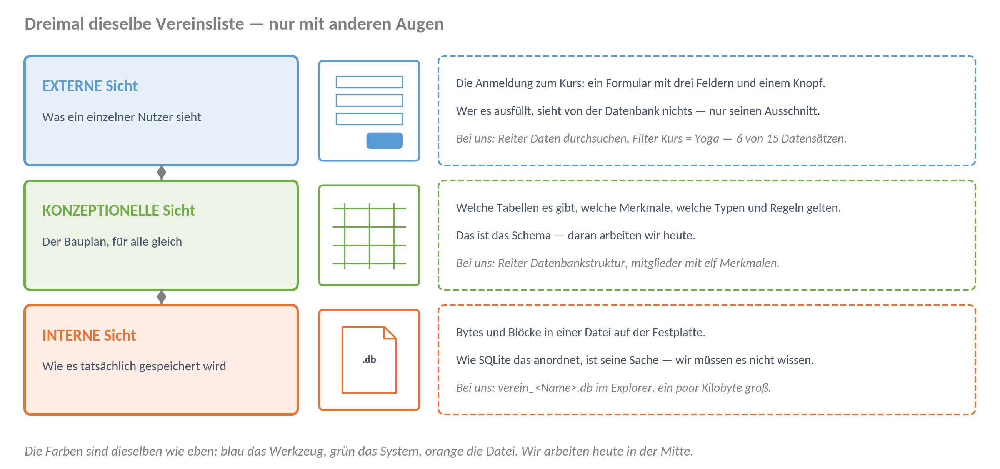 Dreimal dieselbe Vereinsliste — nur mit anderen Augen
EXTERNE Sicht
Was ein einzelner Nutzer sieht
Die Anmeldung zum Kurs: ein Formular mit drei Feldern und einem Knopf.
Wer es ausfüllt, sieht von der Datenbank nichts — nur seinen Ausschnitt.
Bei uns: Reiter Daten durchsuchen, Filter Kurs = Yoga — 6 von 15 Datensätzen.
KONZEPTIONELLE Sicht
Der Bauplan, für alle gleich
Welche Tabellen es gibt, welche Merkmale, welche Typen und Regeln gelten.
Das ist das Schema — daran arbeiten wir heute.
Bei uns: Reiter Datenbankstruktur, mitglieder mit elf Merkmalen.
INTERNE Sicht
Wie es tatsächlich gespeichert wird
.db
Bytes und Blöcke in einer Datei auf der Festplatte.
Wie SQLite das anordnet, ist seine Sache — wir müssen es nicht wissen.
Bei uns: verein_<Name>.db im Explorer, ein paar Kilobyte groß.
Die Farben sind dieselben wie eben: blau das Werkzeug, grün das System, orange die Datei. Wir arbeiten heute in der Mitte.